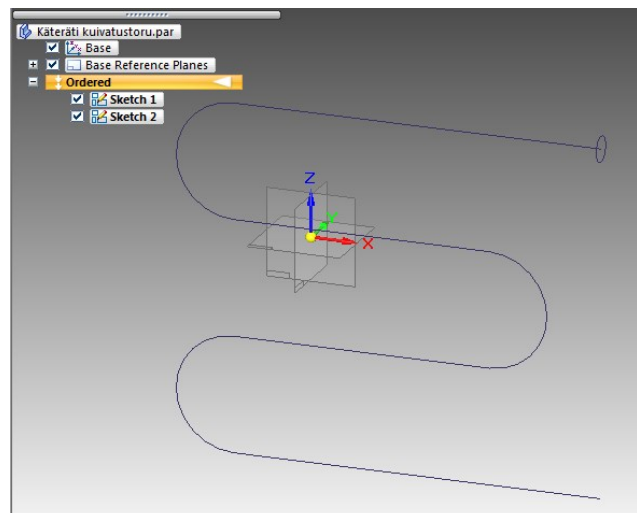 Käteräti kuivatustoru.par
Base
Base Reference Planes
Ordered
Sketch 1
Sketch 2
Z
Y
X